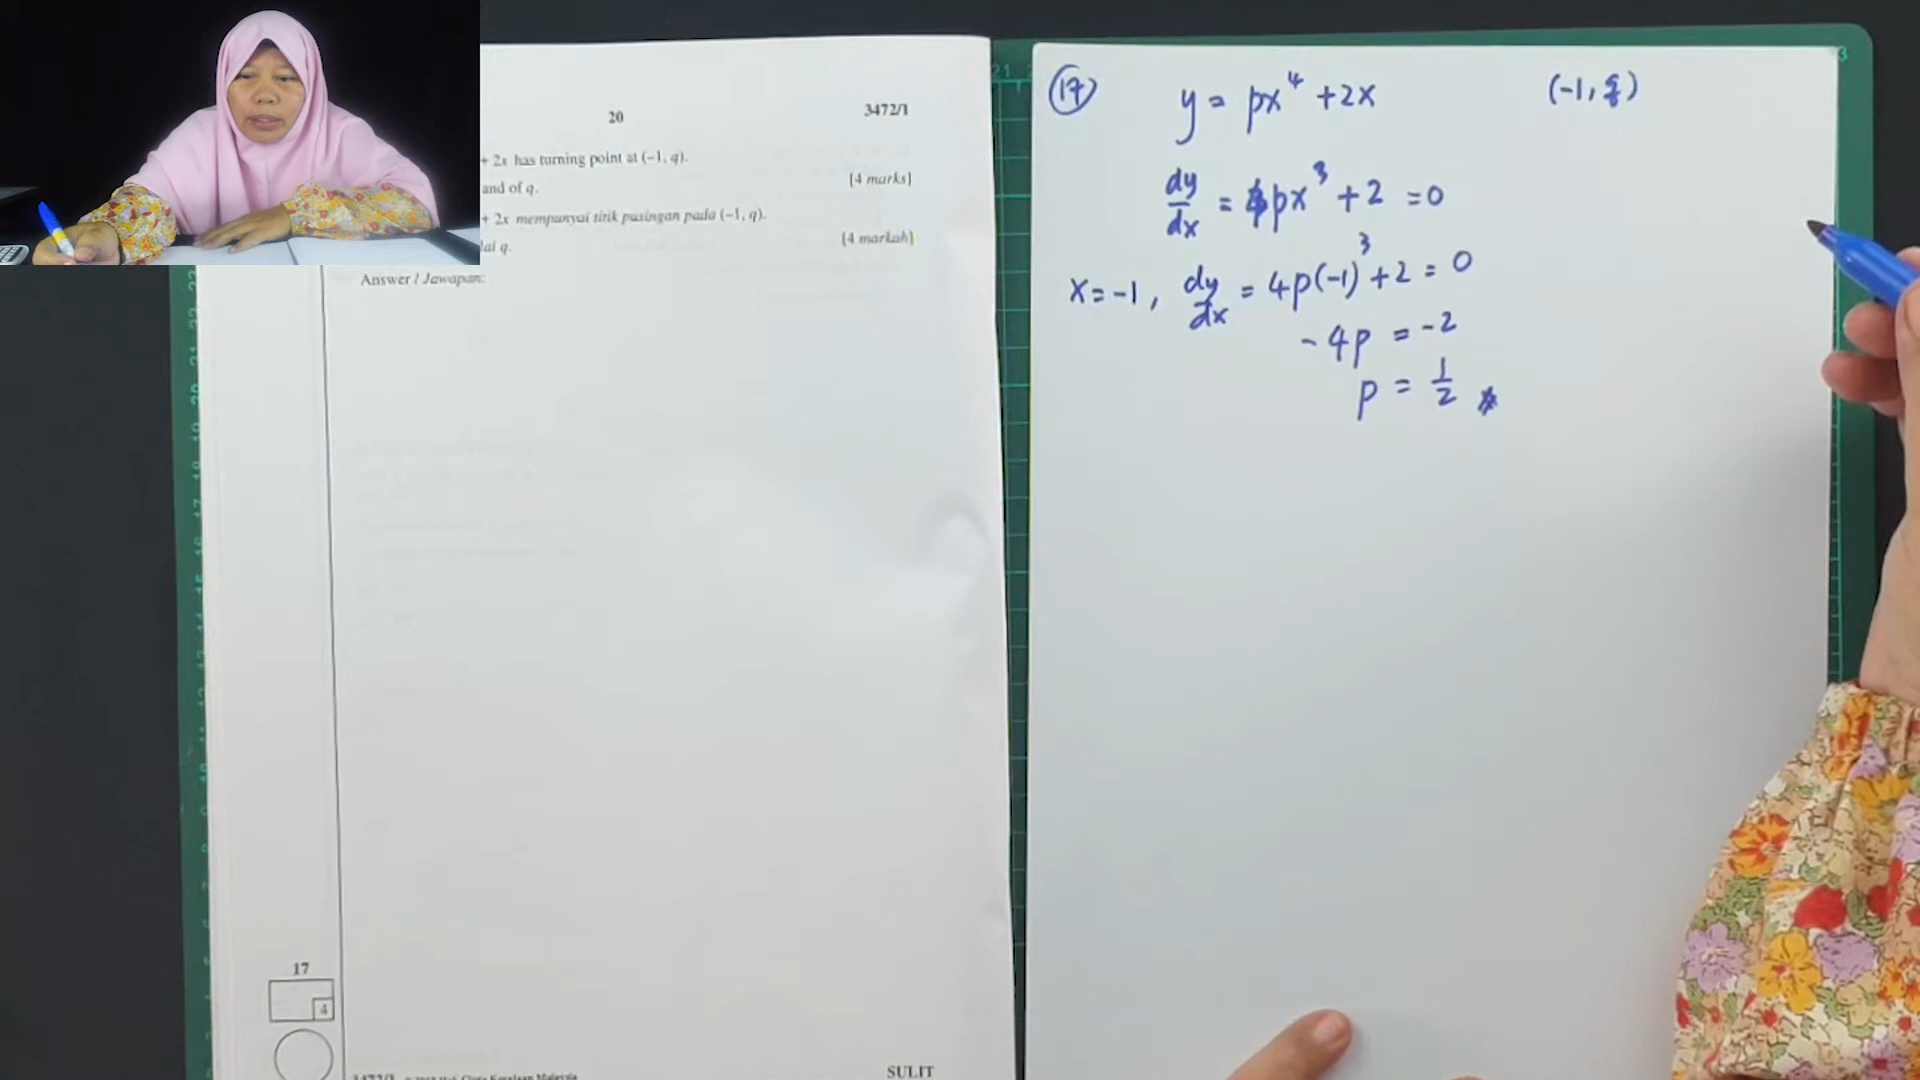 20 3472/1
+ 2x has turning point at (−1, q).
and of q.
[4 marks]
+ 2x mempunyai titik pusingan pada (−1, q).
lai q.
[4 markah]
Answer / Jawapan:
17
4
SULIT
17
y = px⁴ + 2x (-1, q)
dy/dx = 4px³ + 2 = 0
x = -1, dy/dx = 4p(-1)³ + 2 = 0
-4p = -2
p = 1/2